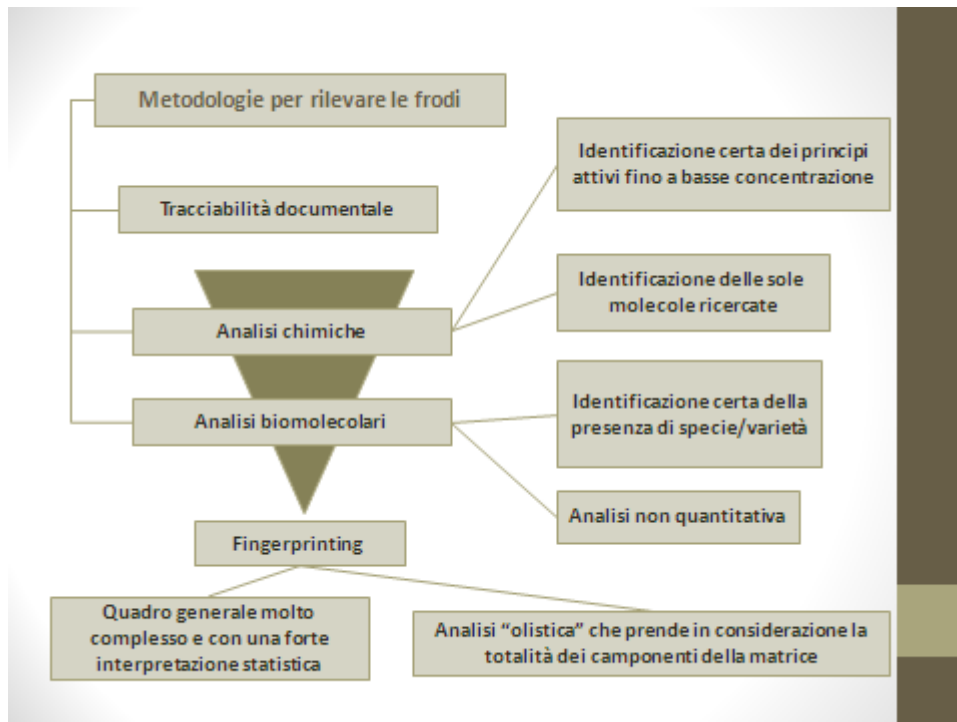 Metodologie per rilevare le frodi
Tracciabilità documentale
Analisi chimiche
Identificazione certa dei principi
attivi fino a basse concentrazione
Identificazione delle sole
molecole ricercate
Analisi biomolecolari
Identificazione certa della
presenza di specie/varietà
Analisi non quantitativa
Fingerprinting
Quadro generale molto
complesso e con una forte
interpretazione statistica
Analisi “olistica” che prende in considerazione la
totalità dei camponenti della matrice